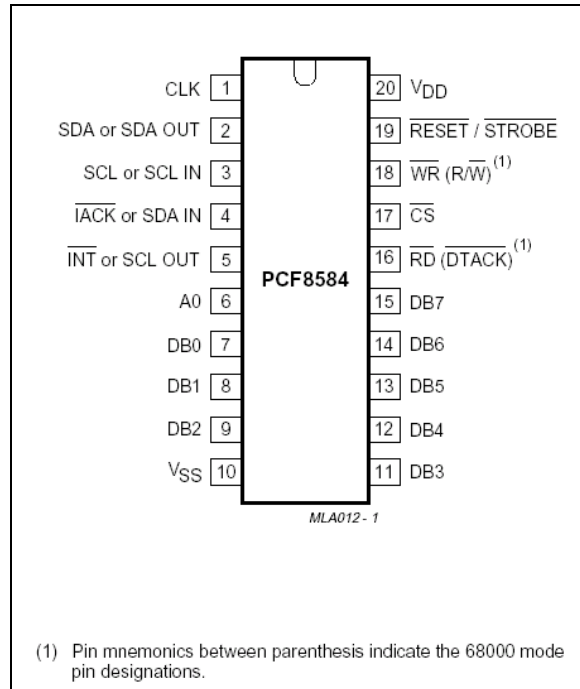 CLK 1 20 VDD
SDA or SDA OUT 2 19 RESET / STROBE
SCL or SCL IN 3 18 WR (R/W)(1)
IACK or SDA IN 4 17 CS
INT or SCL OUT 5 16 RD (DTACK)(1)
PCF8584
A0 6 15 DB7
DB0 7 14 DB6
DB1 8 13 DB5
DB2 9 12 DB4
VSS 10 11 DB3
MLA012 - 1
(1) Pin mnemonics between parenthesis indicate the 68000 mode
pin designations.